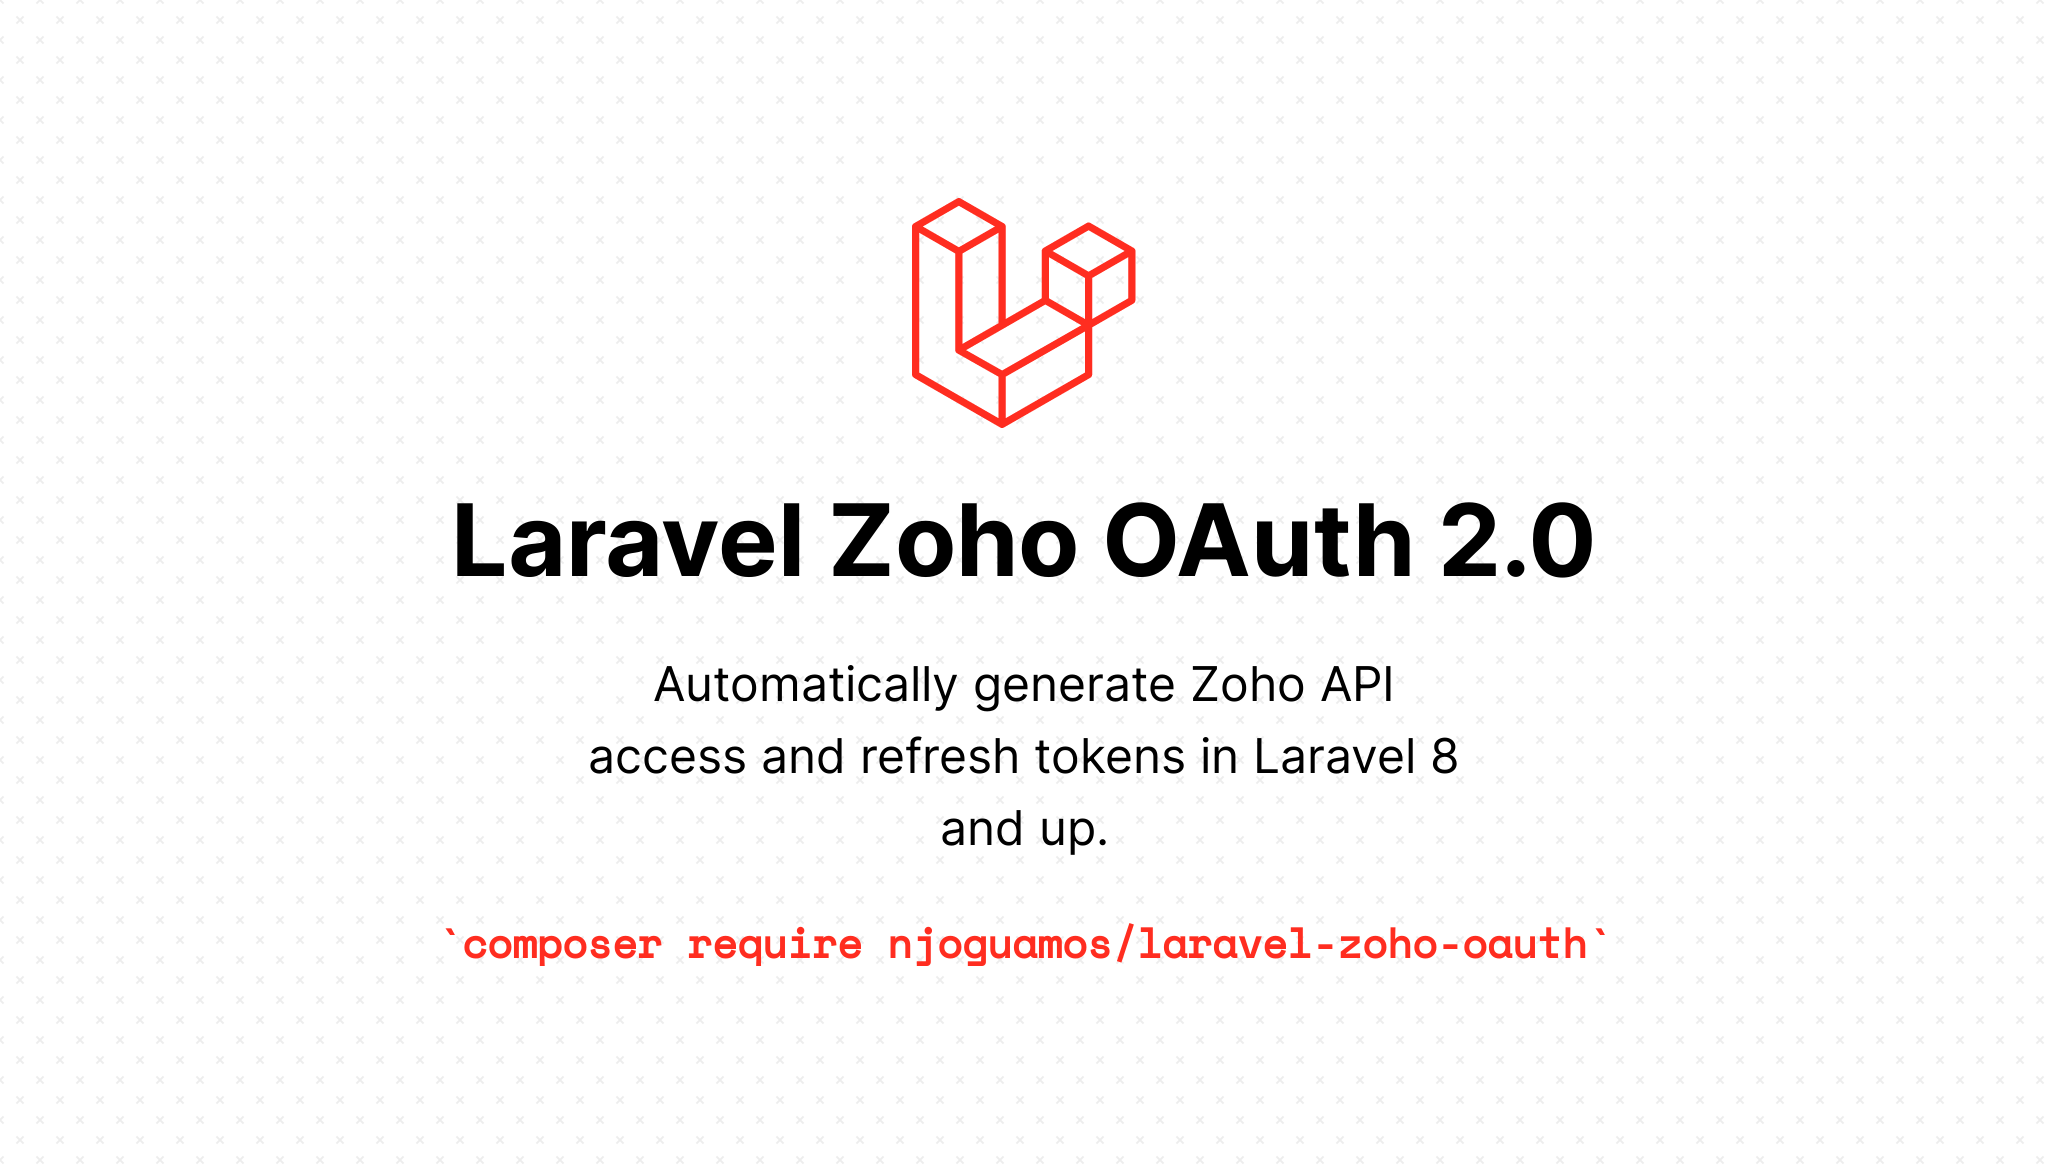 Laravel Zoho OAuth 2.0
Automatically generate Zoho API
access and refresh tokens in Laravel 8
and up.
`composer require njoguamos/laravel-zoho-oauth`